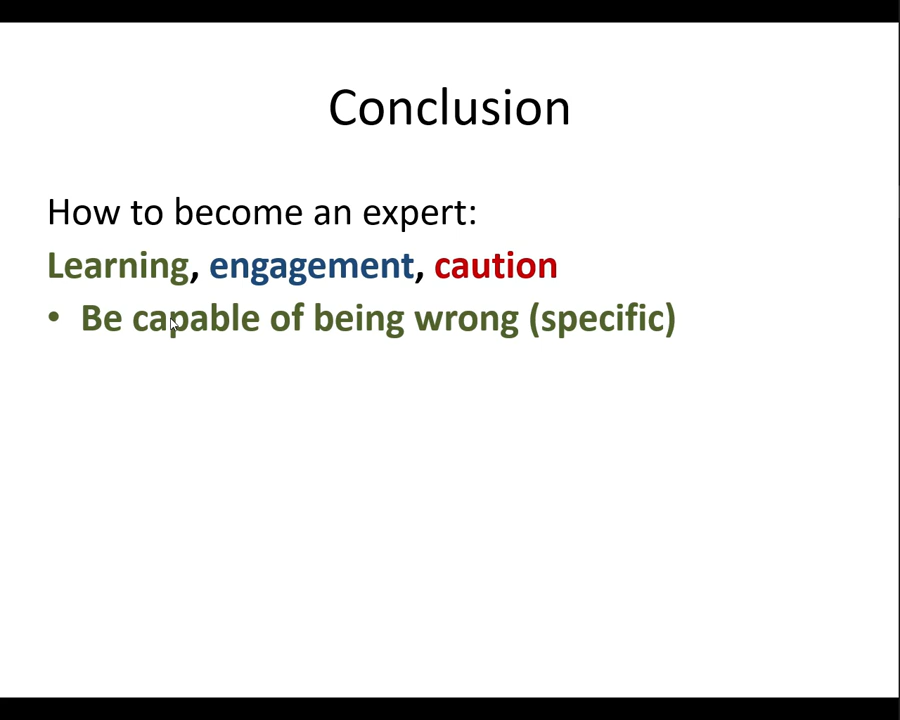 Conclusion
How to become an expert:
Learning, engagement, caution
• Be capable of being wrong (specific)